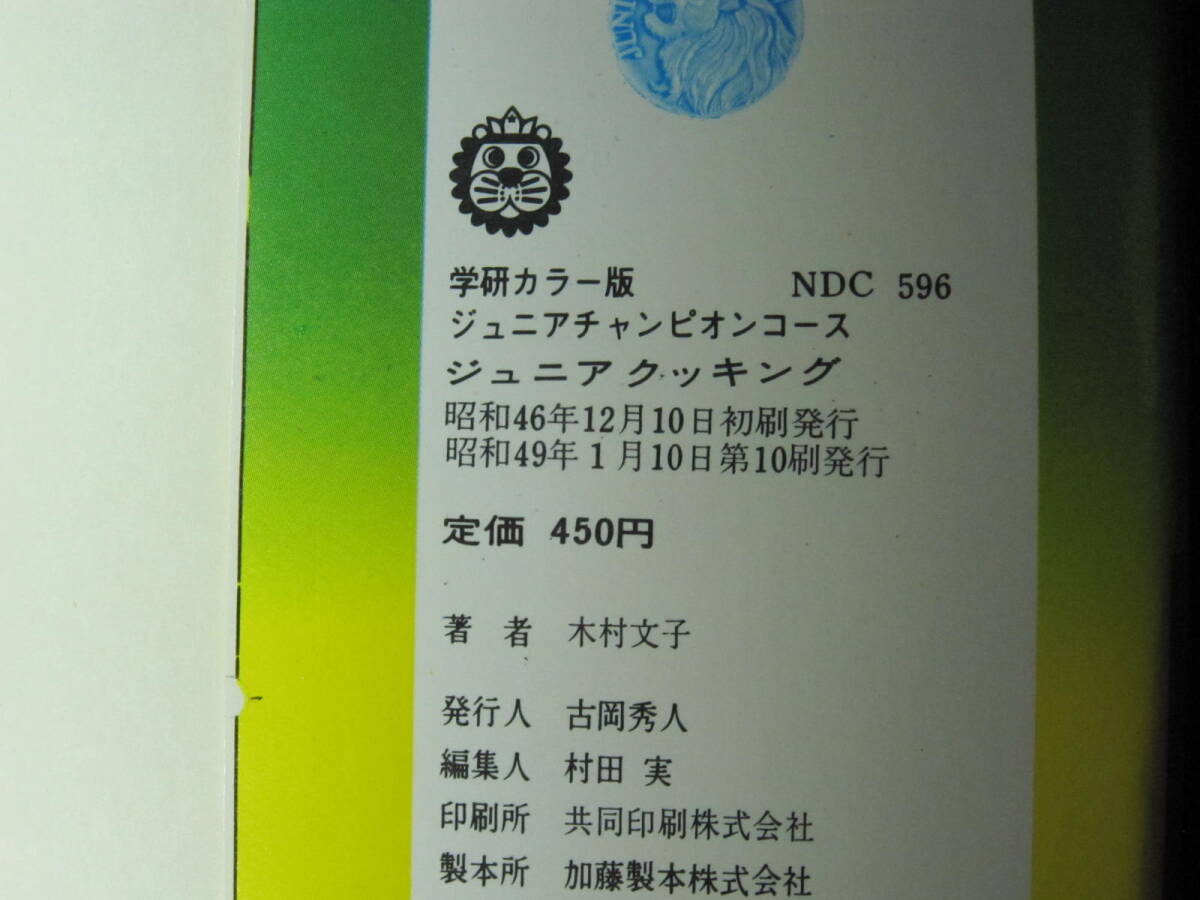 JUNI
学研カラー版 NDC 596
ジュニアチャンピオンコース
ジュニアクッキング
昭和46年12月10日初刷発行
昭和49年1月10日第10刷発行
定価 450円
著 者 木村文子
発行人 古岡秀人
編集人 村田 実
印刷所 共同印刷株式会社
製本所 加藤製本株式会社